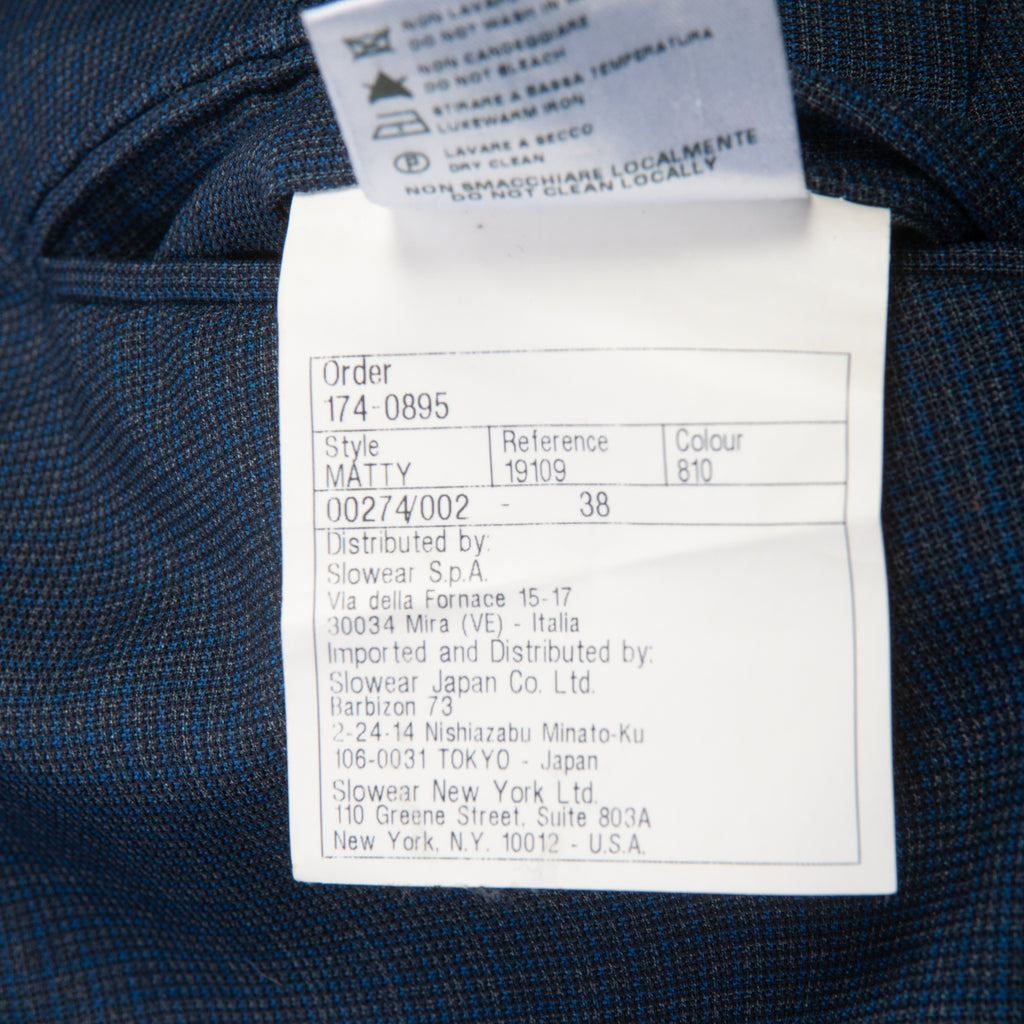 NON LAVARE
DO NOT WASH IN
NON CANDEGGIARE
DO NOT BLEACH
STIRARE A BASSA TEMPERATURA
LUKEWARM IRON
P
LAVARE A SECCO
DRY CLEAN
NON SMACCHIARE LOCALMENTE
DO NOT CLEAN LOCALLY
Order
174-0895
Style Reference Colour
MATTY 19109 810
00274/002 - 38
Distributed by:
Slowear S.p.A.
Via della Fornace 15-17
30034 Mira (VE) - Italia
Imported and Distributed by:
Slowear Japan Co. Ltd.
Barbizon 73
2-24-14 Nishiazabu Minato-Ku
106-0031 TOKYO - Japan
Slowear New York Ltd.
110 Greene Street, Suite 803A
New York, N.Y. 10012 - U.S.A.